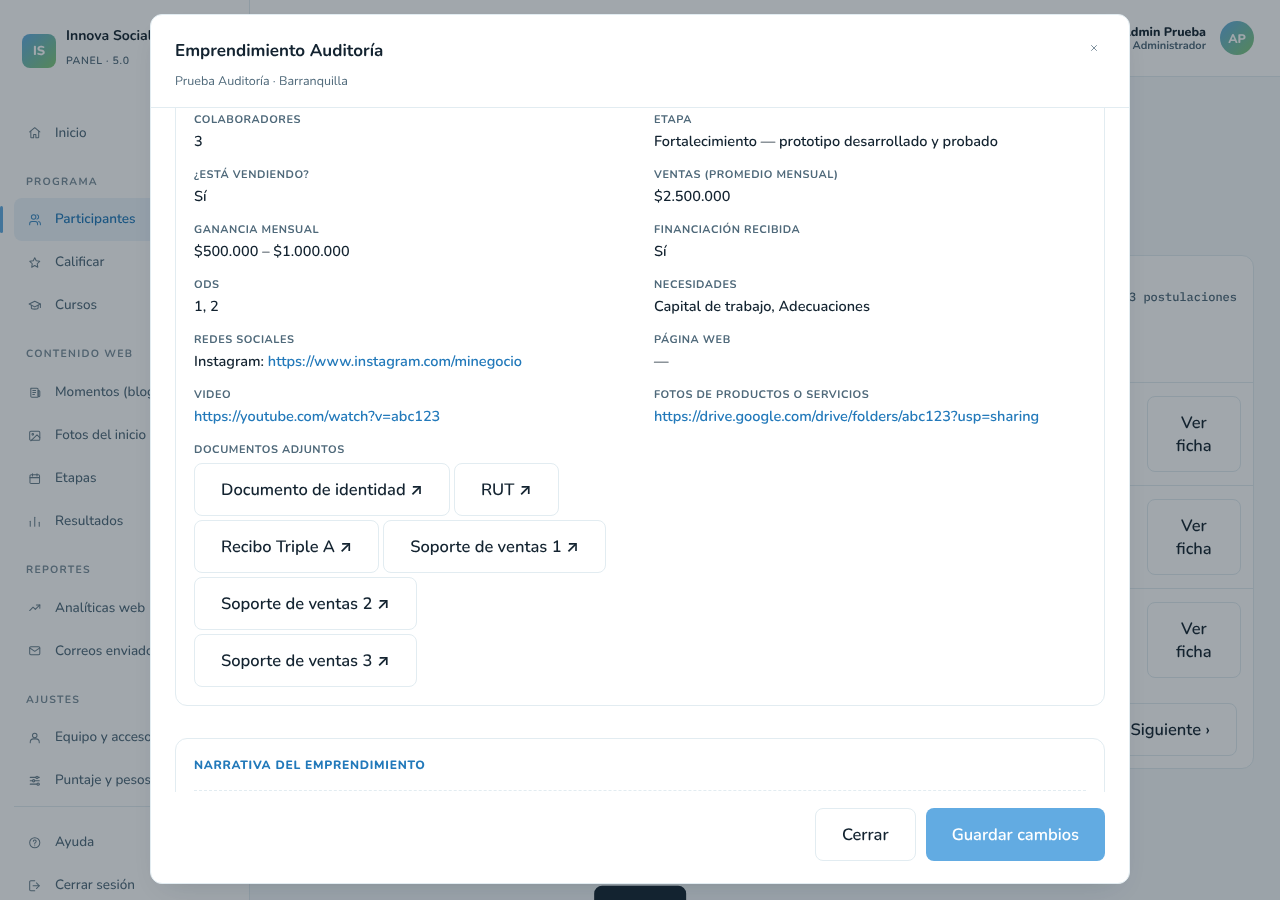 IS
Innova Social
PANEL · 5.0
Inicio
PROGRAMA
Participantes
Calificar
Cursos
CONTENIDO WEB
Momentos (blog
Fotos del inicio
Etapas
Resultados
REPORTES
Analíticas web
Correos enviado
AJUSTES
Equipo y acceso
Puntaje y pesos
Ayuda
Cerrar sesión
Emprendimiento Auditoría
×
Prueba Auditoría · Barranquilla
COLABORADORES
3
ETAPA
Fortalecimiento — prototipo desarrollado y probado
¿ESTÁ VENDIENDO?
Sí
VENTAS (PROMEDIO MENSUAL)
$2.500.000
GANANCIA MENSUAL
$500.000 – $1.000.000
FINANCIACIÓN RECIBIDA
Sí
ODS
1, 2
NECESIDADES
Capital de trabajo, Adecuaciones
REDES SOCIALES
Instagram: https://www.instagram.com/minegocio
PÁGINA WEB
—
VIDEO
https://youtube.com/watch?v=abc123
FOTOS DE PRODUCTOS O SERVICIOS
https://drive.google.com/drive/folders/abc123?usp=sharing
DOCUMENTOS ADJUNTOS
Documento de identidad ↗ RUT ↗
Recibo Triple A ↗ Soporte de ventas 1 ↗
Soporte de ventas 2 ↗
Soporte de ventas 3 ↗
NARRATIVA DEL EMPRENDIMIENTO
Cerrar
Guardar cambios
dmin Prueba
Administrador
AP
3 postulaciones
Ver
ficha
Ver
ficha
Ver
ficha
Siguiente ›